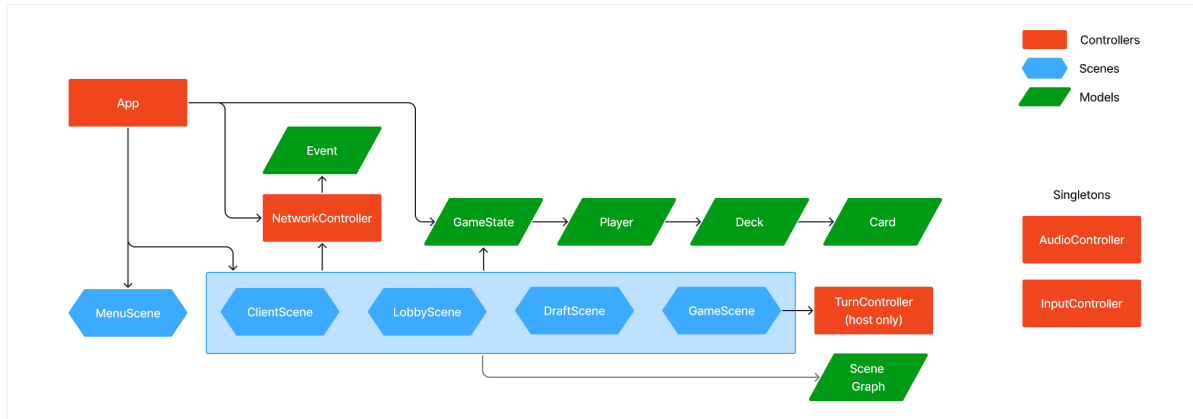 Controllers
Scenes
Models
App
Event
NetworkController
GameState
Player
Deck
Card
Singletons
AudioController
InputController
MenuScene
ClientScene
LobbyScene
DraftScene
GameScene
TurnController
(host only)
Scene
Graph